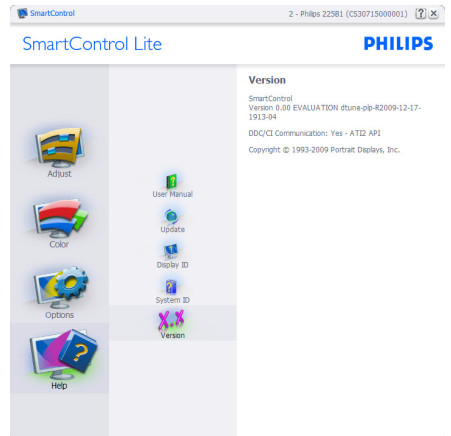 SmartControl
2 - Philips 225B1 (CS30715000001) ? X
SmartControl Lite
PHILIPS
Version
SmartControl
Version 0.00 EVALUATION dtune-plp-R2009-12-17-
1913-04
DDC/CI Communication: Yes - ATI2 API
Copyright © 1993-2009 Portrait Displays, Inc.
Adjust
Color
Options
Help
User Manual
Update
Display ID
System ID
X.X
Version